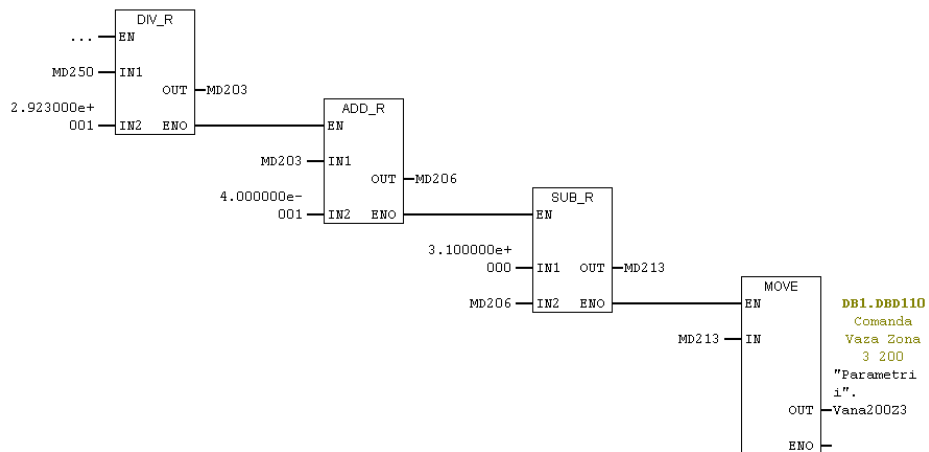 DIV_R
... EN
MD250 IN1
OUT MD203
2.923000e+
001 IN2 ENO
ADD_R
EN
MD203 IN1
OUT MD206
4.000000e-
001 IN2 ENO
SUB_R
EN
3.100000e+
000 IN1 OUT MD213
MD206 IN2 ENO
MOVE
EN
MD213 IN
DB1.DBD110
Comanda
Vaza Zona
3 200
"Parametri
i".
OUT Vana200Z3
ENO